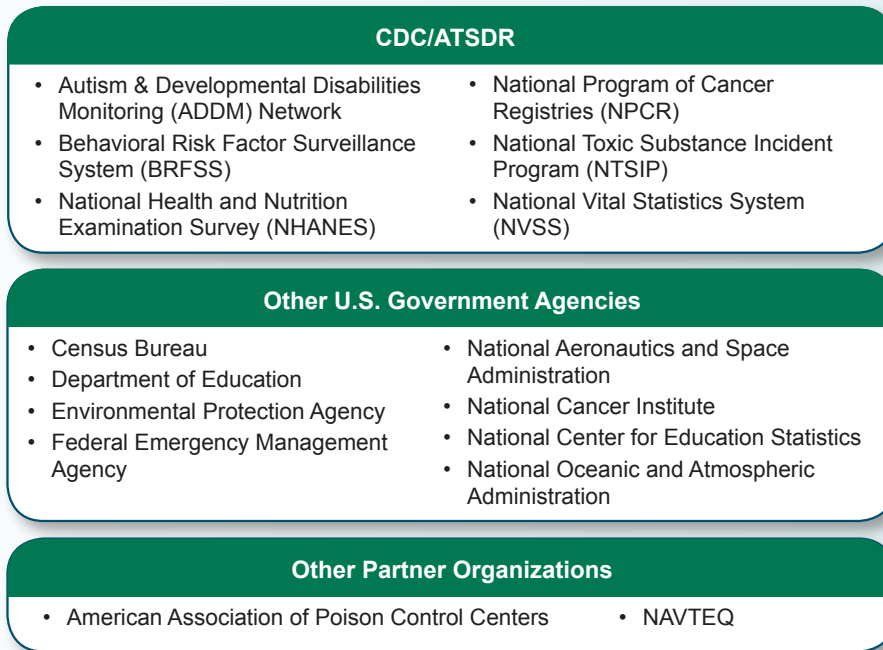 CDC/ATSDR
• Autism & Developmental Disabilities
Monitoring (ADDM) Network
• Behavioral Risk Factor Surveillance
System (BRFSS)
• National Health and Nutrition
Examination Survey (NHANES)
• National Program of Cancer
Registries (NPCR)
• National Toxic Substance Incident
Program (NTSIP)
• National Vital Statistics System
(NVSS)
Other U.S. Government Agencies
• Census Bureau
• Department of Education
• Environmental Protection Agency
• Federal Emergency Management
Agency
• National Aeronautics and Space
Administration
• National Cancer Institute
• National Center for Education Statistics
• National Oceanic and Atmospheric
Administration
Other Partner Organizations
• American Association of Poison Control Centers
• NAVTEQ